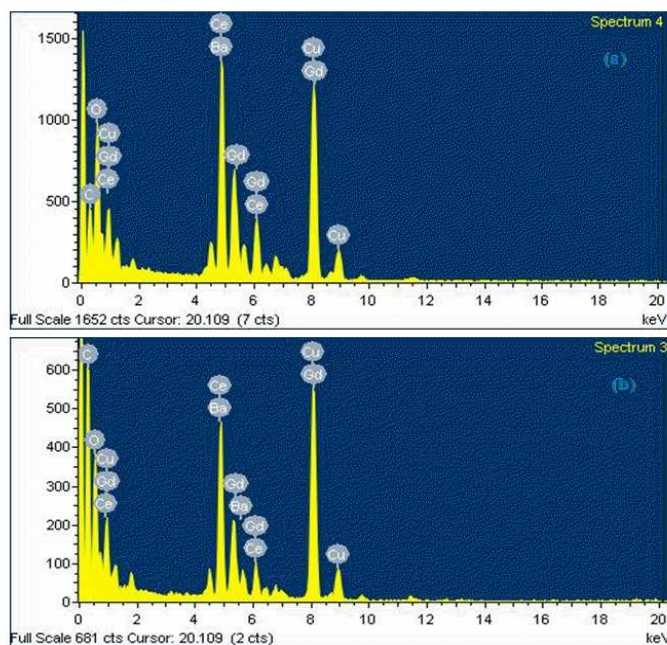 Spectrum 4
(a)
1500
1000
500
0
Ce
Ba
Cu
Gd
O
Cu
Gd
Ce
C
Gd
Gd
Ce
Cu
0 2 4 6 8 10 12 14 16 18 20
Full Scale 1652 cts Cursor: 20.109 (7 cts) keV
Spectrum 3
(b)
600
500
400
300
200
100
0
C
O
Cu
Gd
Ce
Ce
Ba
Gd
Ba
Gd
Ce
Cu
Gd
Cu
0 2 4 6 8 10 12 14 16 18 20
Full Scale 681 cts Cursor: 20.109 (2 cts) keV